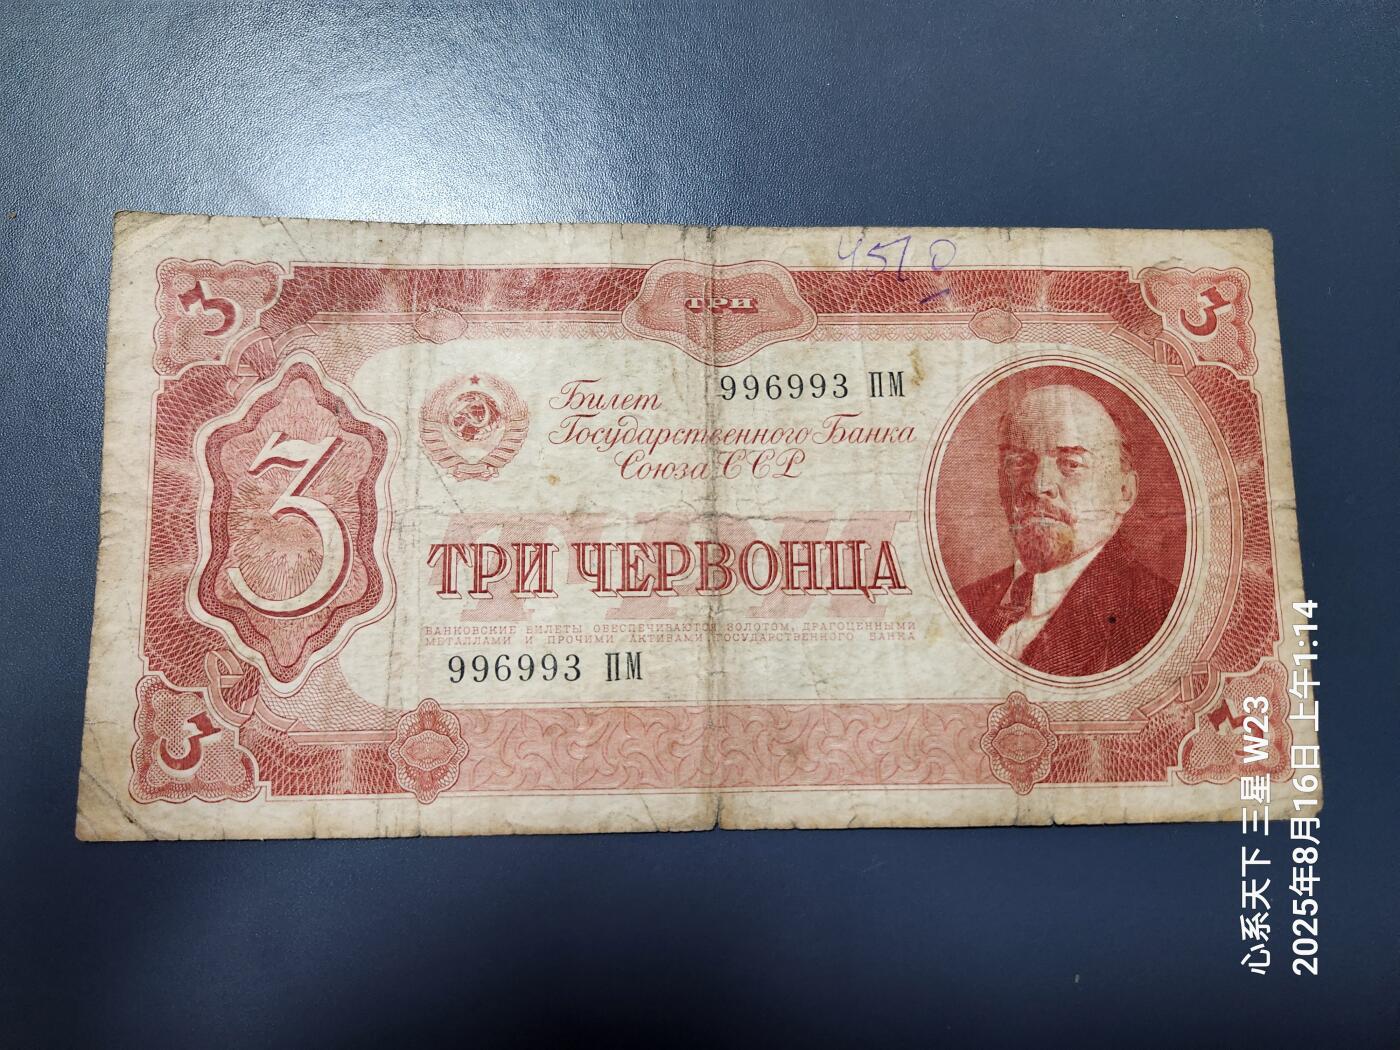 4510
3
ТРИ
3
996993 ПМ
Билет
Государственного Банка
Союза ССР
3
ТРИ
ТРИ ЧЕРВОНЦА
БАНКОВСКИЕ БИЛЕТЫ ОБЕСПЕЧИВАЮТСЯ ЗОЛОТОМ, ДРАГОЦЕННЫМИ
МЕТАЛЛАМИ И ПРОЧИМИ АКТИВАМИ ГОСУДАРСТВЕННОГО БАНКА
996993 ПМ
3
3
心系天下 三星 W23
2025年8月16日 上午1:14